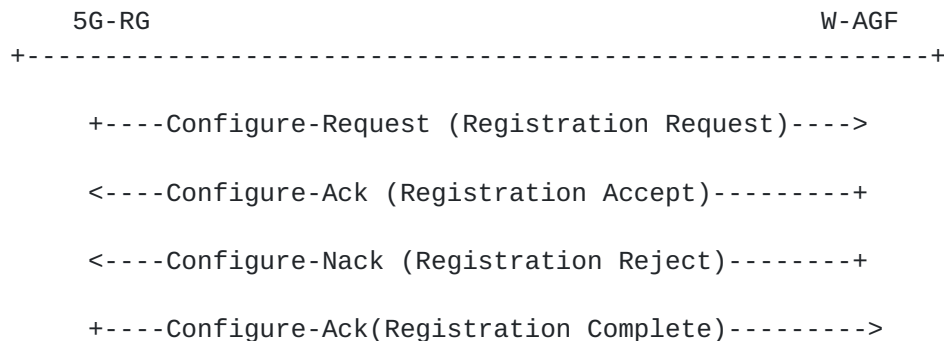 5G-RG                                           W-AGF
+----------------------------------------------------------+
+----Configure-Request (Registration Request)---->
<----Configure-Ack (Registration Accept)---------+
<----Configure-Nack (Registration Reject)--------+
+----Configure-Ack(Registration Complete)--------->